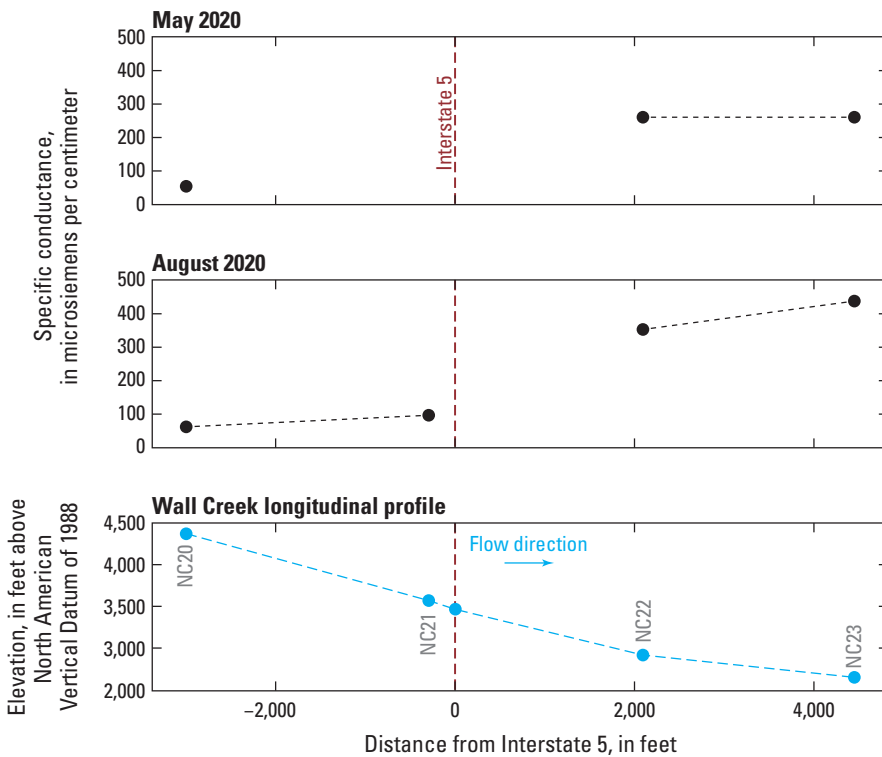 May 2020
500
400
300
200
100
0
Interstate 5
Specific conductance,
in microsiemens per centimeter
August 2020
500
400
300
200
100
0
Wall Creek longitudinal profile
4,500
4,000
3,500
3,000
2,000
Elevation, in feet above
North American
Vertical Datum of 1988
NC20
NC21
Flow direction
NC22
NC23
–2,000
0
2,000
4,000
Distance from Interstate 5, in feet